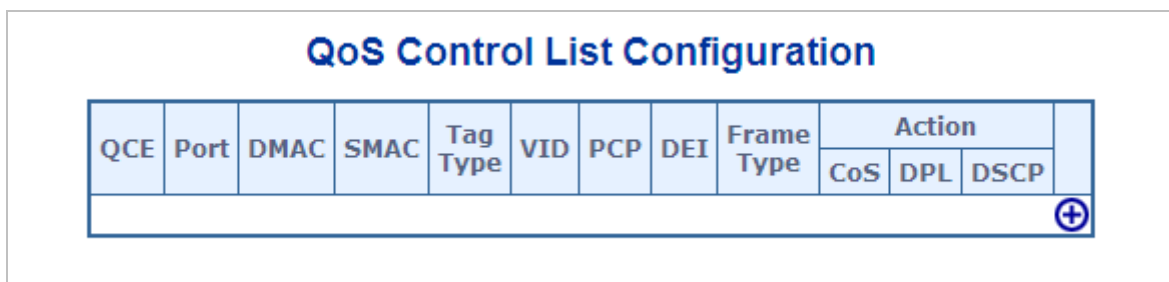 QoS Control List Configuration
QCE Port DMAC SMAC Tag Type VID PCP DEI Frame Type Action
CoS DPL DSCP